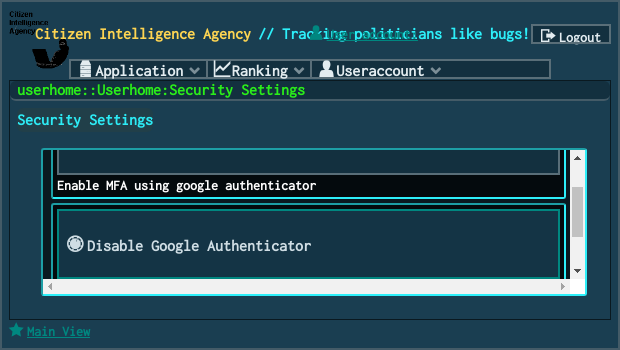 Citizen
Intelligence
Agency
Citizen Intelligence Agency // Tracking politicians like bugs!
Logout
Application
Ranking
Useraccount
userhome::Userhome:Security Settings
Security Settings
Enable MFA using google authenticator
Disable Google Authenticator
Main View